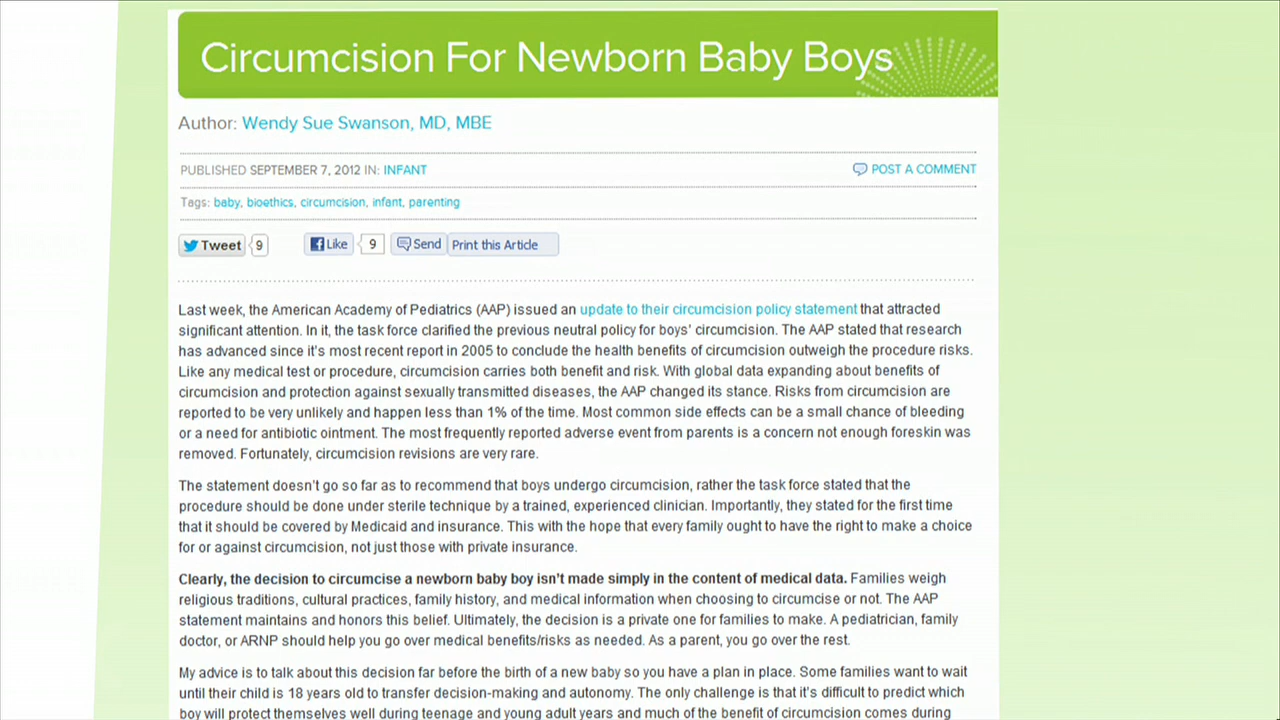 Circumcision For Newborn Baby Boys
Author: Wendy Sue Swanson, MD, MBE
PUBLISHED SEPTEMBER 7, 2012 IN: INFANT
POST A COMMENT
Tags: baby, bioethics, circumcision, infant, parenting
Tweet 9 Like 9 Send Print this Article
Last week, the American Academy of Pediatrics (AAP) issued an update to their circumcision policy statement that attracted
significant attention. In it, the task force clarified the previous neutral policy for boys' circumcision. The AAP stated that research
has advanced since it's most recent report in 2005 to conclude the health benefits of circumcision outweigh the procedure risks.
Like any medical test or procedure, circumcision carries both benefit and risk. With global data expanding about benefits of
circumcision and protection against sexually transmitted diseases, the AAP changed its stance. Risks from circumcision are
reported to be very unlikely and happen less than 1% of the time. Most common side effects can be a small chance of bleeding
or a need for antibiotic ointment. The most frequently reported adverse event from parents is a concern not enough foreskin was
removed. Fortunately, circumcision revisions are very rare.
The statement doesn't go so far as to recommend that boys undergo circumcision, rather the task force stated that the
procedure should be done under sterile technique by a trained, experienced clinician. Importantly, they stated for the first time
that it should be covered by Medicaid and insurance. This with the hope that every family ought to have the right to make a choice
for or against circumcision, not just those with private insurance.
Clearly, the decision to circumcise a newborn baby boy isn't made simply in the content of medical data. Families weigh
religious traditions, cultural practices, family history, and medical information when choosing to circumcise or not. The AAP
statement maintains and honors this belief. Ultimately, the decision is a private one for families to make. A pediatrician, family
doctor, or ARNP should help you go over medical benefits/risks as needed. As a parent, you go over the rest.
My advice is to talk about this decision far before the birth of a new baby so you have a plan in place. Some families want to wait
until their child is 18 years old to transfer decision-making and autonomy. The only challenge is that it's difficult to predict which
boy will protect themselves well during teenage and young adult years and much of the benefit of circumcision comes during